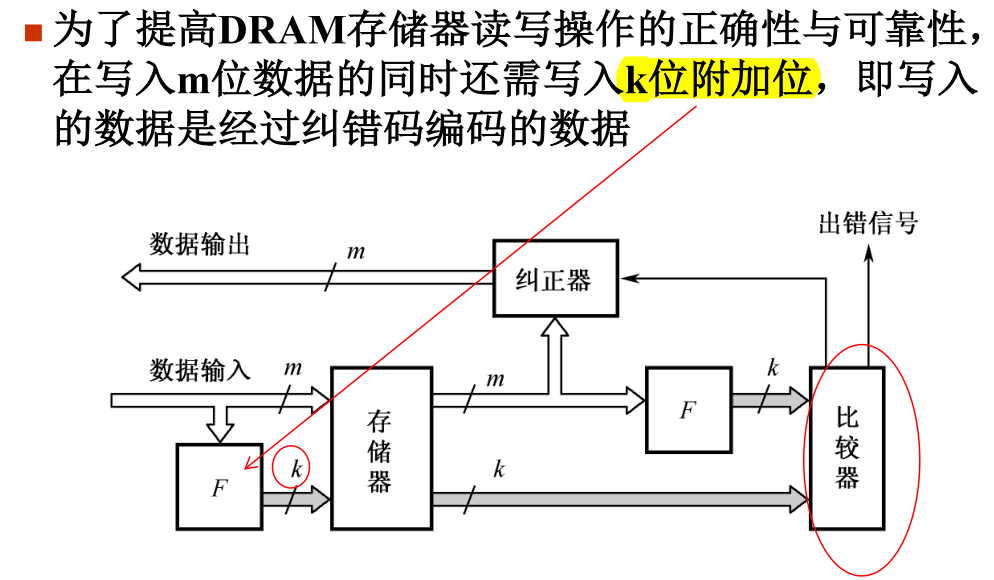 为了提高DRAM存储器读写操作的正确性与可靠性，
在写入m位数据的同时还需写入k位附加位，即写入
的数据是经过纠错码编码的数据
出错信号
数据输出
m
纠正器
数据输入
m
m
k
F
存储器
比较器
F
k
k